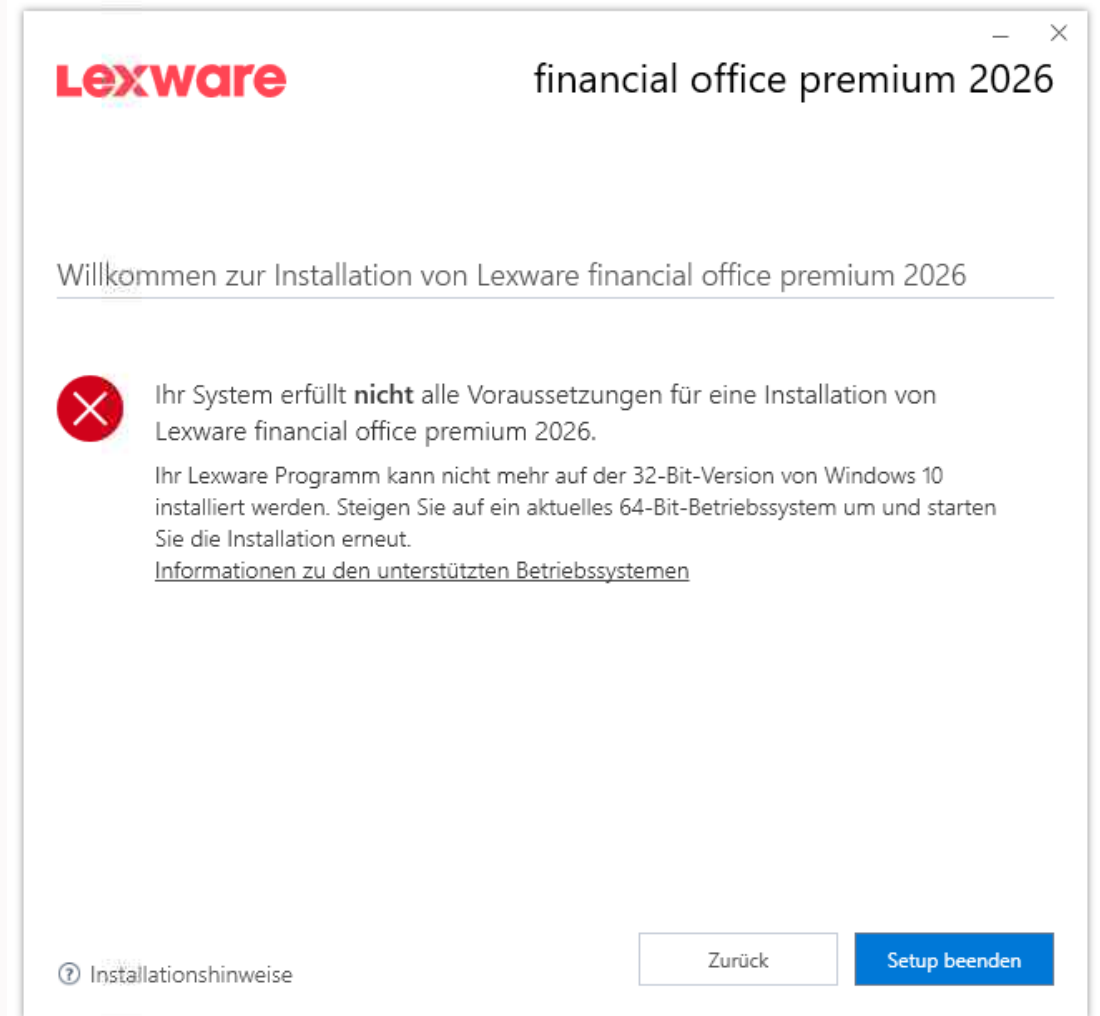 Lexware
financial office premium 2026
Willkommen zur Installation von Lexware financial office premium 2026
Ihr System erfüllt nicht alle Voraussetzungen für eine Installation von
Lexware financial office premium 2026.
Ihr Lexware Programm kann nicht mehr auf der 32-Bit-Version von Windows 10
installiert werden. Steigen Sie auf ein aktuelles 64-Bit-Betriebssystem um und starten
Sie die Installation erneut.
Informationen zu den unterstützten Betriebssystemen
? Installationshinweise
Zurück
Setup beenden